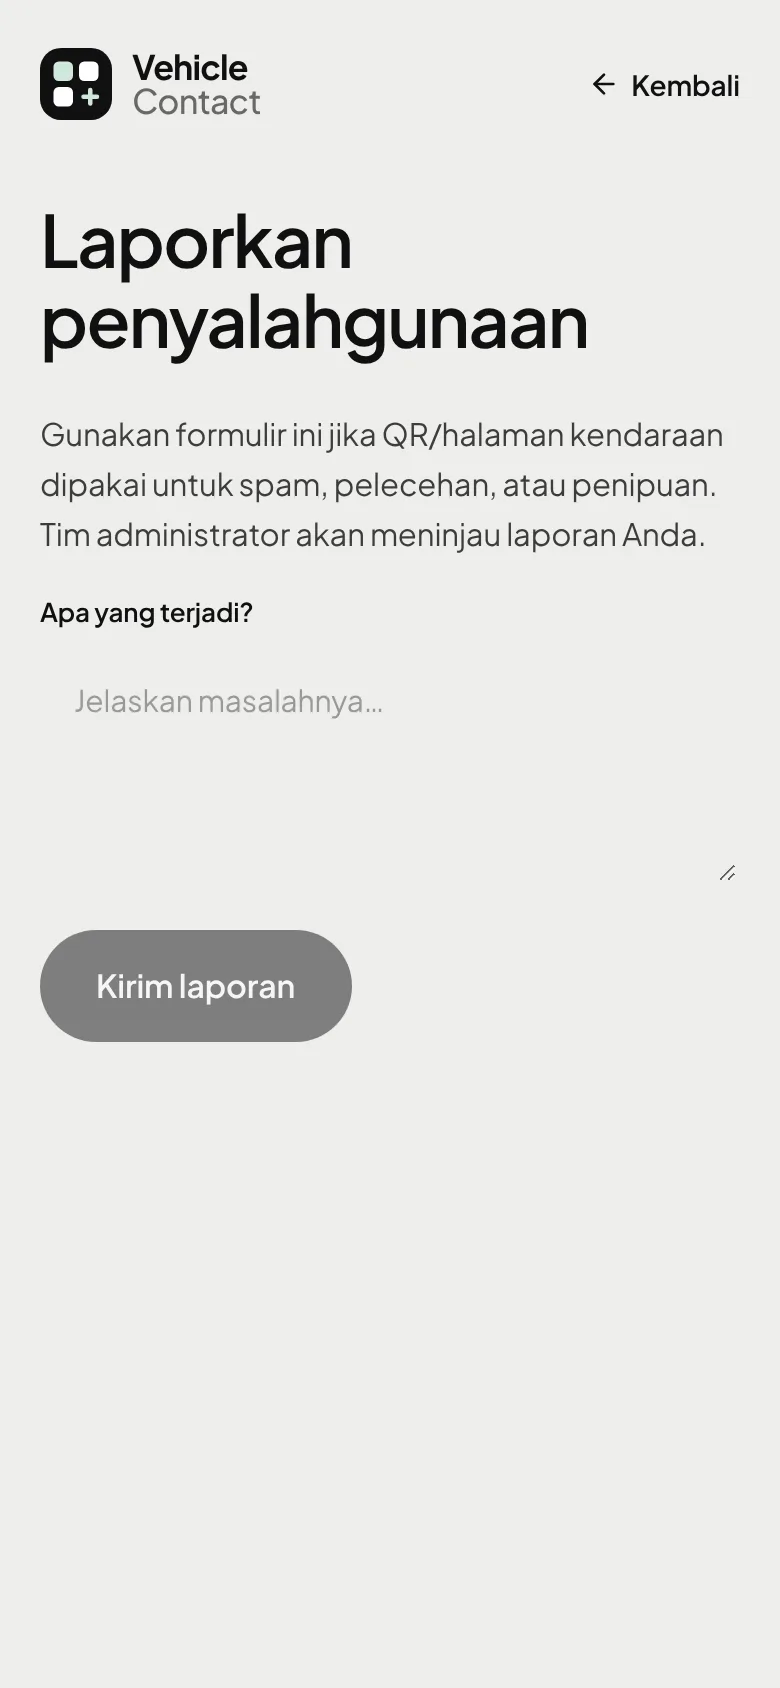 Vehicle
Contact
← Kembali
Laporkan
penyalahgunaan
Gunakan formulir ini jika QR/halaman kendaraan
dipakai untuk spam, pelecehan, atau penipuan.
Tim administrator akan meninjau laporan Anda.
Apa yang terjadi?
Jelaskan masalahnya...
Kirim laporan